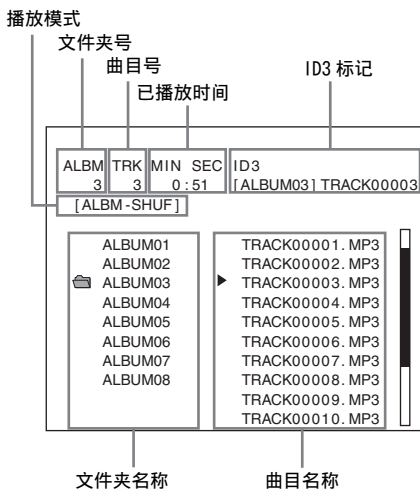 播放模式
文件夹号
曲目号
ID3 标记
已播放时间
ALBM TRK MIN SEC ID3
3 3 0:51 [ALBUM03] TRACK00003
[ALBM-SHUF]
ALBUM01 TRACK00001.MP3
ALBUM02 TRACK00002.MP3
ALBUM03 TRACK00003.MP3
ALBUM04 TRACK00004.MP3
ALBUM05 TRACK00005.MP3
ALBUM06 TRACK00006.MP3
ALBUM07 TRACK00007.MP3
ALBUM08 TRACK00008.MP3
TRACK00009.MP3
TRACK00010.MP3
文件夹名称 曲目名称